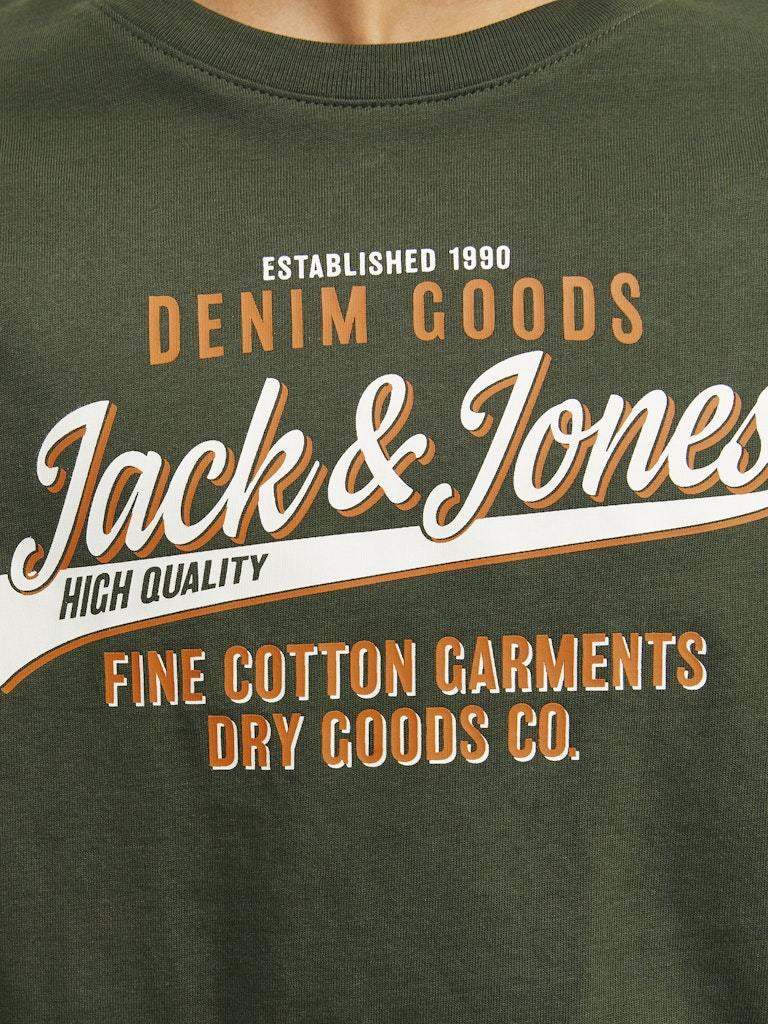 ESTABLISHED 1990
DENIM GOODS
Jack & Jones
HIGH QUALITY
FINE COTTON GARMENTS
DRY GOODS CO.